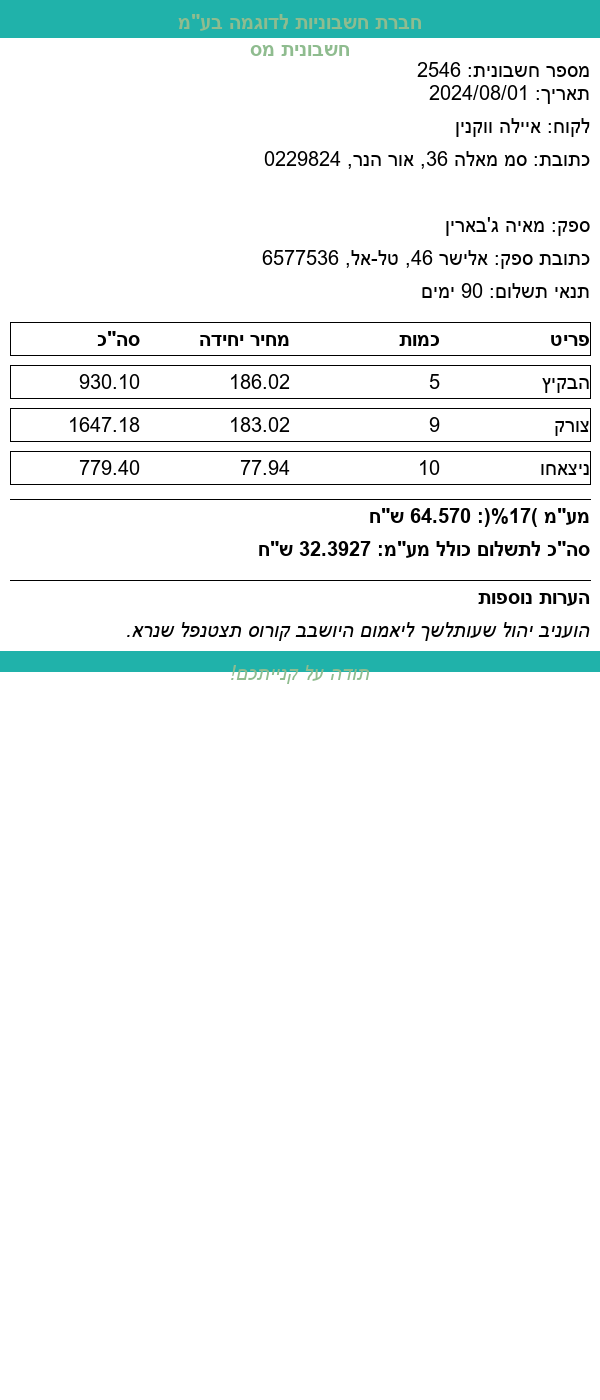 חברת חשבוניות לדוגמה בע"מ
חשבונית מס
מספר חשבונית: 2546
תאריך: 2024/08/01
לקוח: איילה ווקנין
כתובת: סמ מאלה 36, אור הנר, 0229824
ספק: מאיה ג'בארין
כתובת ספק: אלישר 46, טל-אל, 6577536
תנאי תשלום: 90 ימים
פריט כמות מחיר יחידה סה"כ
הבקיץ 5 186.02 930.10
צורק 9 183.02 1647.18
ניצאחו 10 77.94 779.40
מע"מ )17%(: 64.570 ש"ח
סה"כ לתשלום כולל מע"מ: 32.3927 ש"ח
הערות נוספות
הועניב יהול שעותלשך ליאמום היושבב קורוס תצטנפל שנרא.
תודה על קנייתכם!